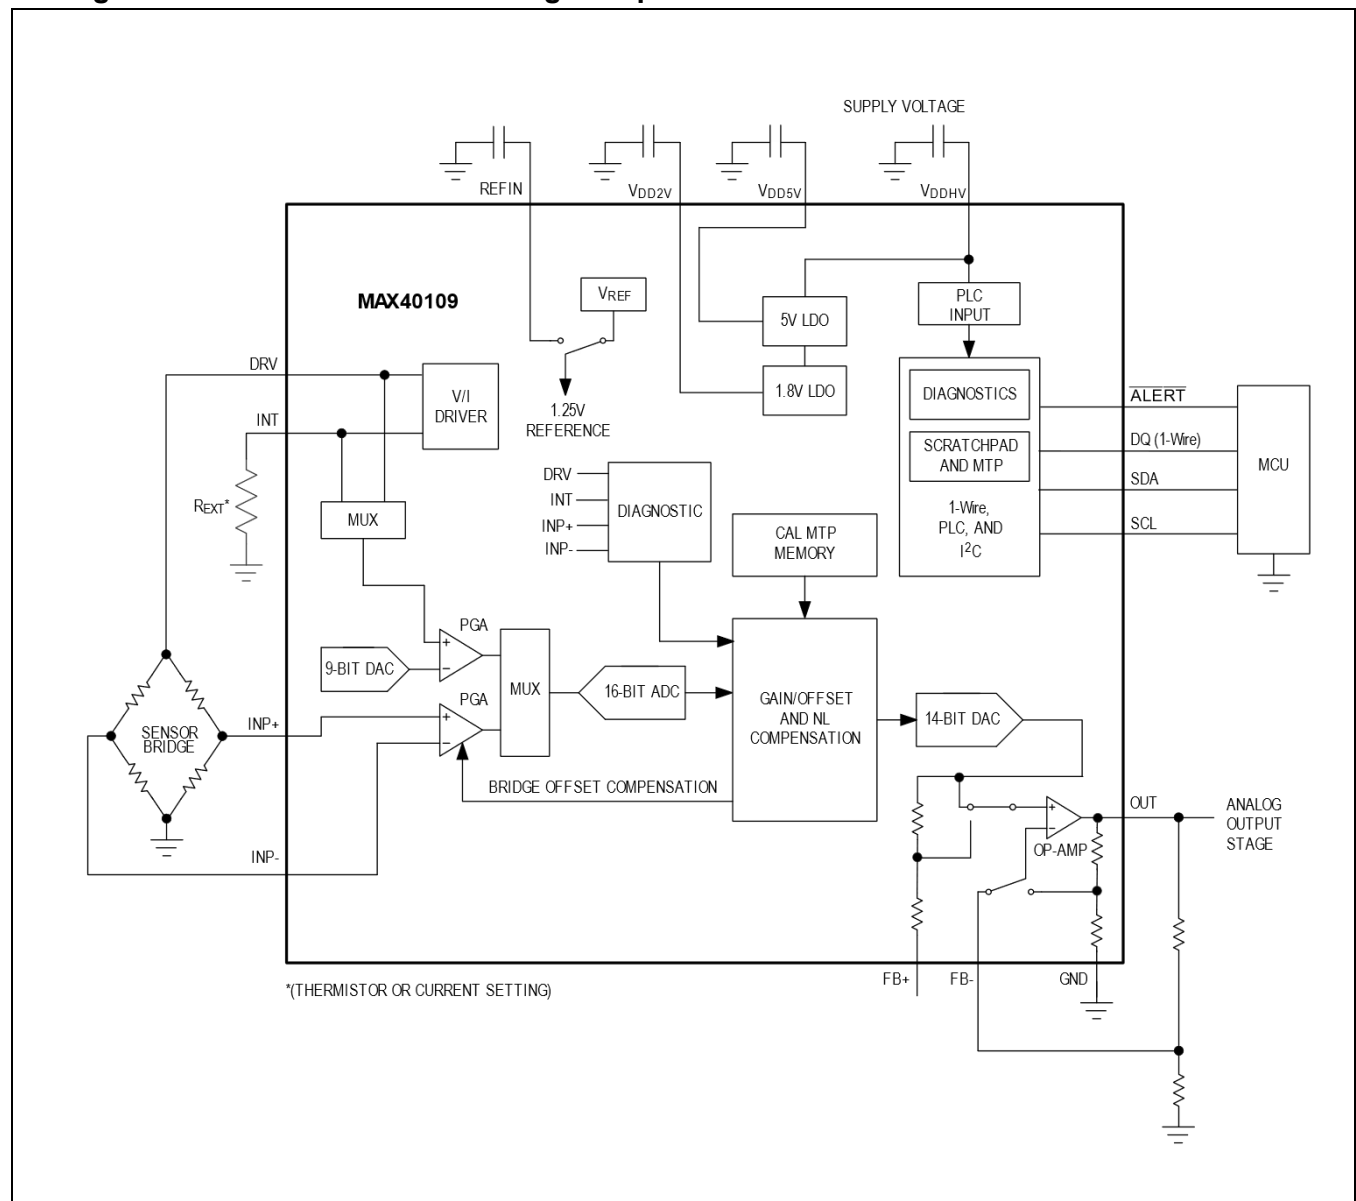 SUPPLY VOLTAGE
REFIN
VDD2V
VDD5V
VDDHV
MAX40109
VREF
5V LDO
PLC
INPUT
DRV
V/I
DRIVER
1.25V
REFERENCE
1.8V LDO
DIAGNOSTICS
ALERT
INT
SCRATCHPAD
AND MTP
DQ (1-Wire)
MCU
REXT*
MUX
DRV
INT
INP+
INP-
DIAGNOSTIC
CAL MTP
MEMORY
1-Wire,
PLC, AND
I2C
SDA
SCL
PGA
9-BIT DAC
MUX
16-BIT ADC
PGA
GAIN/OFFSET
AND NL
COMPENSATION
14-BIT DAC
SENSOR
BRIDGE
INP+
BRIDGE OFFSET COMPENSATION
INP-
OP-AMP
OUT
ANALOG
OUTPUT
STAGE
FB+
FB-
GND
*(THERMISTOR OR CURRENT SETTING)